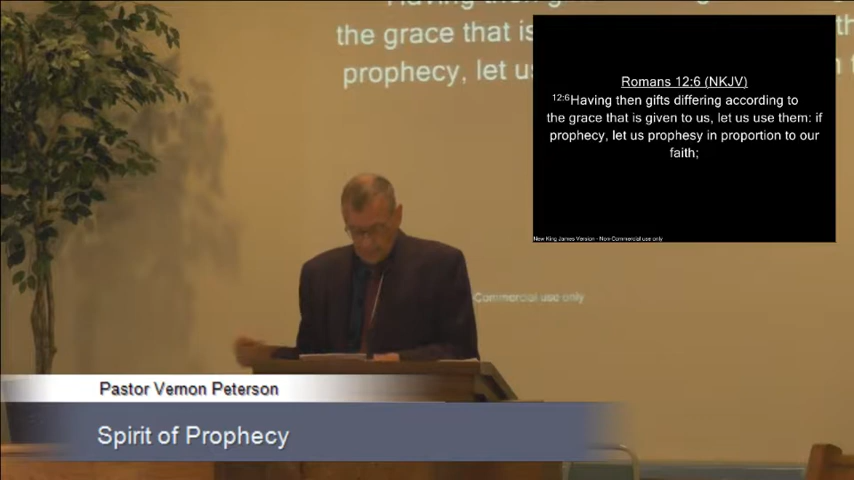 Having then
the grace that is
prophecy, let us
Romans 12:6 (NKJV)
12:6Having then gifts differing according to
the grace that is given to us, let us use them: if
prophecy, let us prophesy in proportion to our
faith;
New King James Version - Non-Commercial use only
-Commercial use only
Pastor Vernon Peterson
Spirit of Prophecy